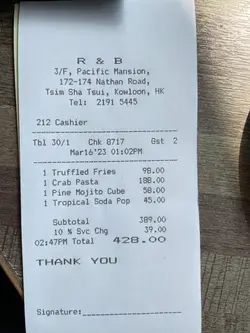 R & B
3/F, Pacific Mansion,
172-174 Nathan Road,
Tsim Sha Tsui, Kowloon, HK
Tel: 2191 5445
212 Cashier
Tbl 30/1 Chk 8717 Gst 2
Mar16'23 01:02PM
1 Truffled Fries 98.00
1 Crab Pasta 188.00
1 Pine Mojito Cube 58.00
1 Tropical Soda Pop 45.00
Subtotal 389.00
10 % Svc Chg 39.00
02:47PM Total 428.00
THANK YOU
Signature: